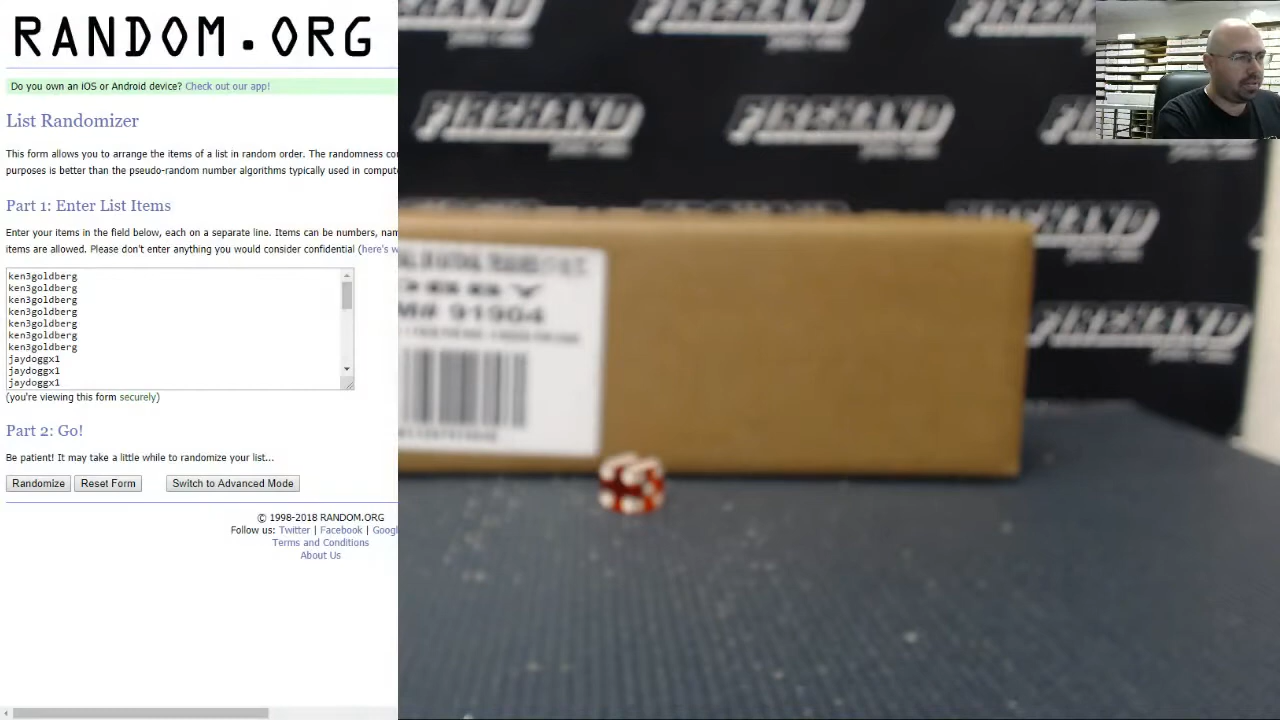 RANDOM.ORG
Do you own an iOS or Android device? Check out our app!
List Randomizer
This form allows you to arrange the items of a list in random order. The randomness co
purposes is better than the pseudo-random number algorithms typically used in compute
Part 1: Enter List Items
Enter your items in the field below, each on a separate line. Items can be numbers, nam
items are allowed. Please don't enter anything you would consider confidential (here's w
ken3goldberg
ken3goldberg
ken3goldberg
ken3goldberg
ken3goldberg
ken3goldberg
ken3goldberg
jaydoggx1
jaydoggx1
jaydoggx1
(you're viewing this form securely)
Part 2: Go!
Be patient! It may take a little while to randomize your list...
Randomize
Reset Form
Switch to Advanced Mode
© 1998-2018 RANDOM.ORG
Follow us: Twitter | Facebook | Googl
Terms and Conditions
About Us
FIREHAND
FIREHAND
FIREHAND
FIREHAND
M# 91904